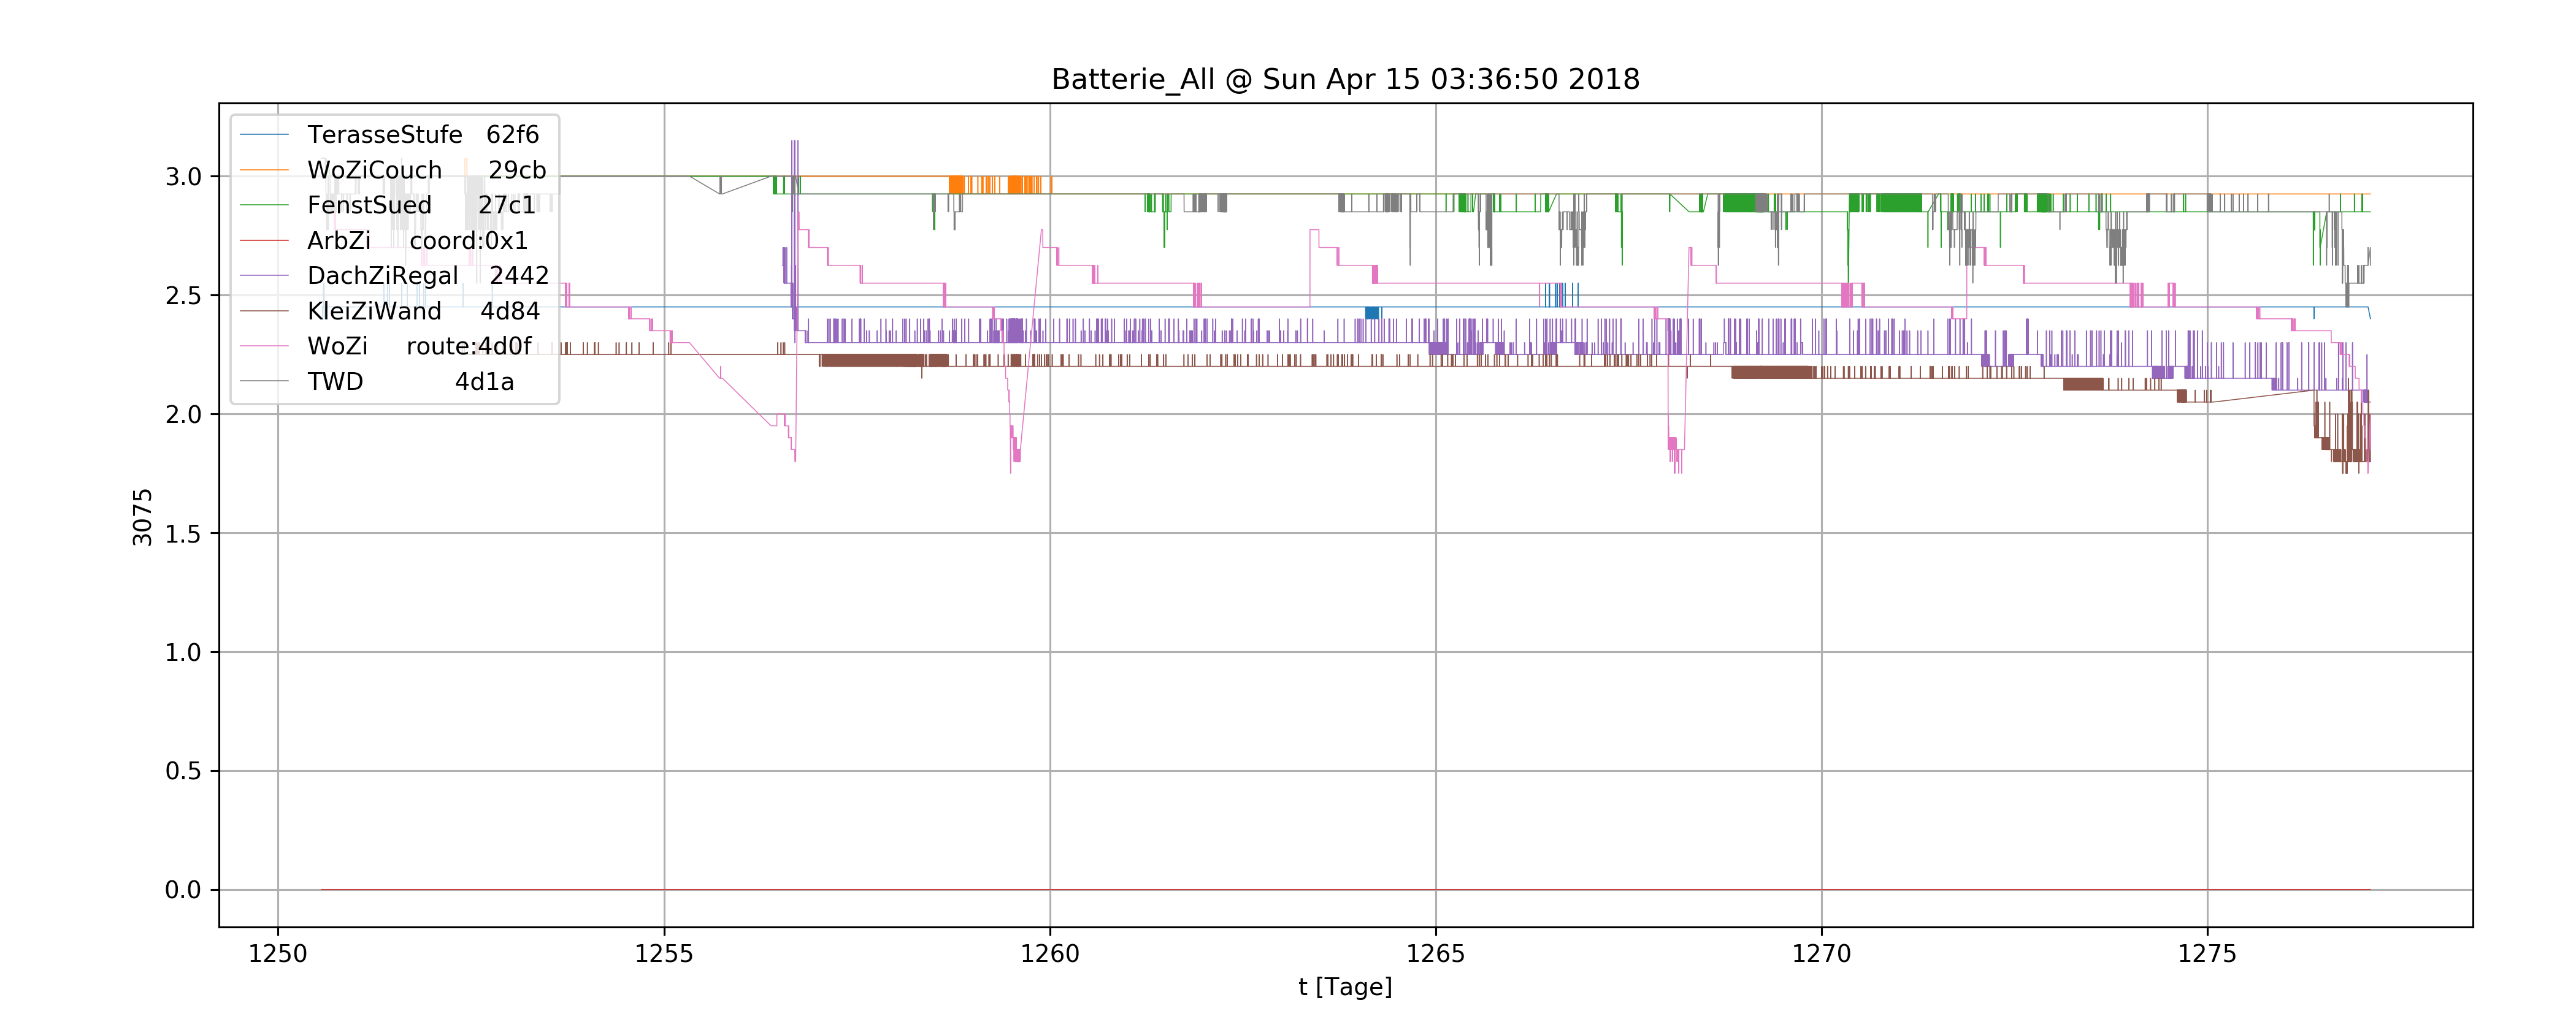 Batterie_All @ Sun Apr 15 03:36:50 2018
TerasseStufe 62f6
WoZiCouch 29cb
FenstSued 27c1
ArbZi coord:0x1
DachZiRegal 2442
KleiZiWand 4d84
WoZi route:4d0f
TWD 4d1a
3.0
2.5
2.0
1.5
1.0
0.5
0.0
3075
1250 1255 1260 1265 1270 1275
t [Tage]